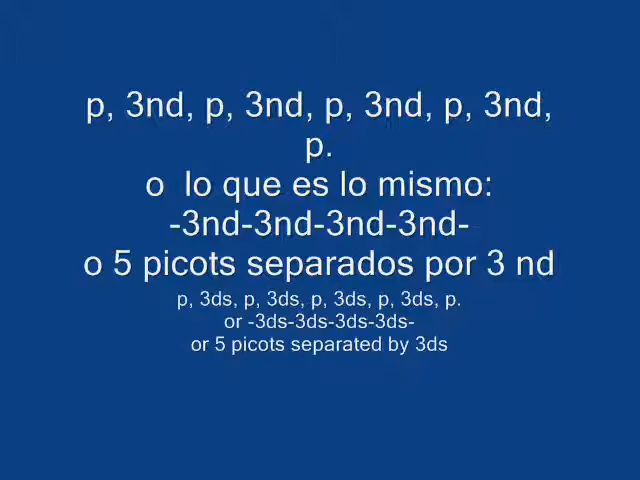 p, 3nd, p, 3nd, p, 3nd, p, 3nd,
p.
o  lo que es lo mismo:
-3nd-3nd-3nd-3nd-
o 5 picots separados por 3 nd
p, 3ds, p, 3ds, p, 3ds, p, 3ds, p.
or -3ds-3ds-3ds-3ds-
or 5 picots separated by 3ds